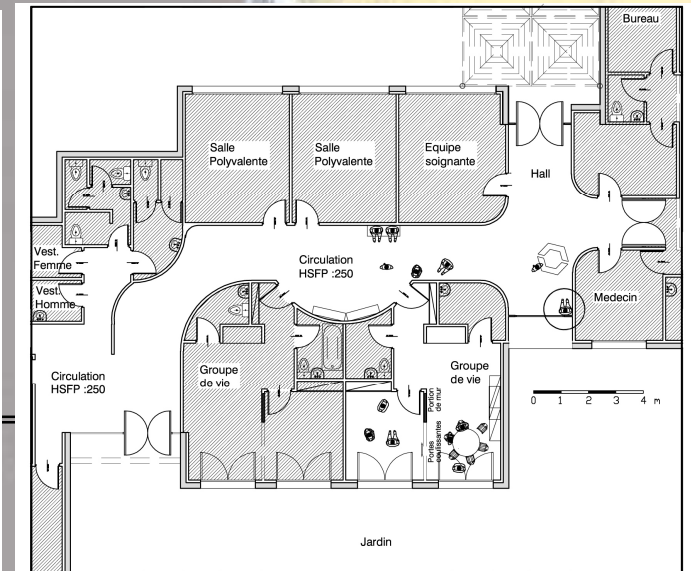 Bureau
Salle
Polyvalente
Salle
Polyvalente
Equipe
soignante
Hall
Vest.
Femme
Vest.
Homme
Circulation
HSFP :250
Medecin
Circulation
HSFP :250
Groupe
de vie
Groupe
de vie
Portes
coulissantes
Portion
de mur
0 1 2 3 4 m
Jardin